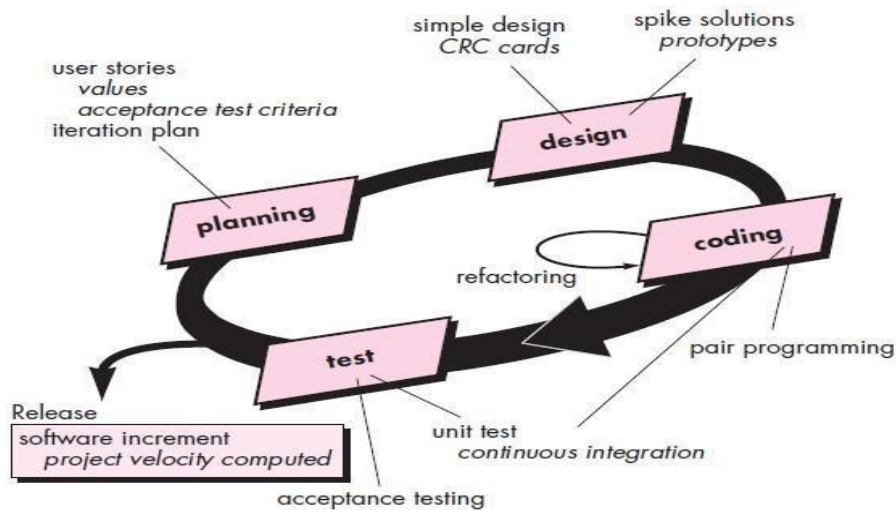 simple design
CRC cards
spike solutions
prototypes
user stories
values
acceptance test criteria
iteration plan
design
planning
coding
refactoring
test
pair programming
Release
software increment
project velocity computed
unit test
continuous integration
acceptance testing